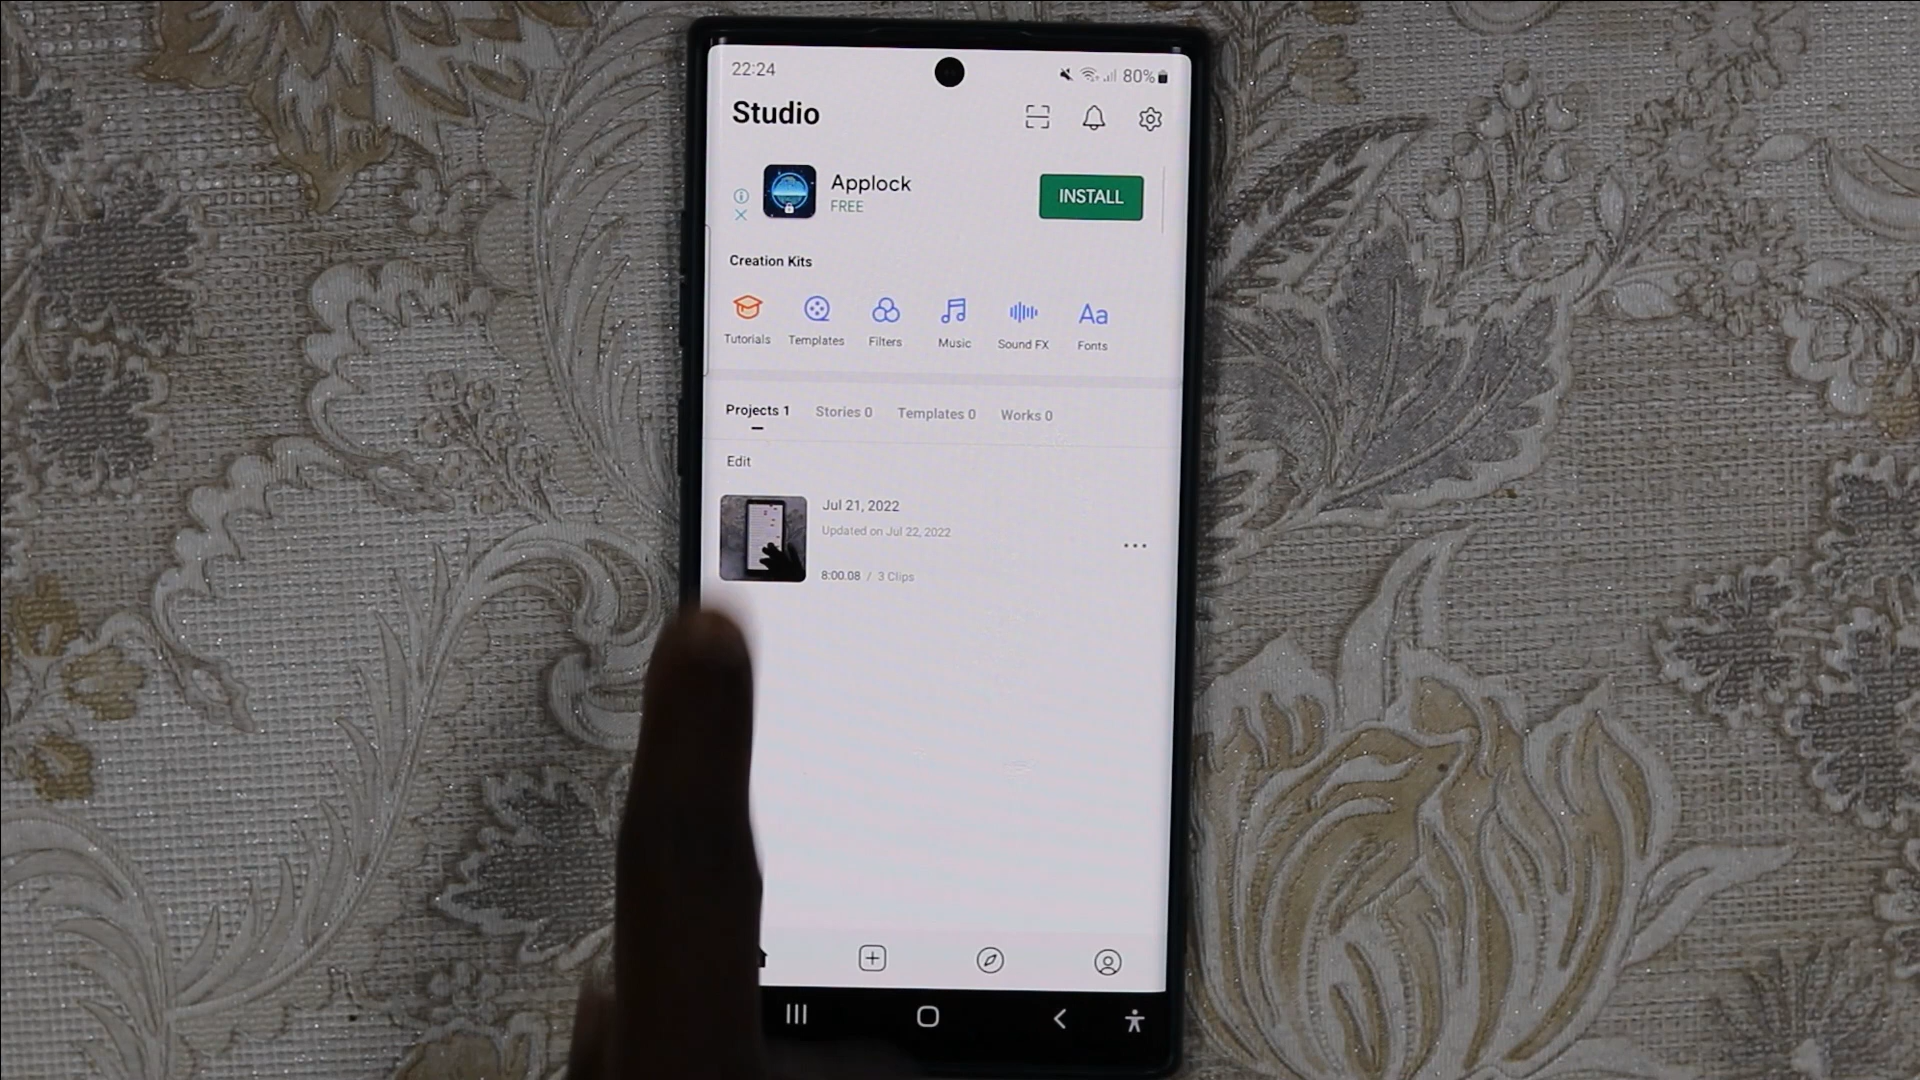 22:24 80%
Studio
Applock
FREE
INSTALL
Creation Kits
Tutorials Templates Filters Music Sound FX Fonts
Aa
Projects 1 Stories 0 Templates 0 Works 0
Edit
Jul 21, 2022
Updated on Jul 22, 2022
8:00.08 / 3 Clips